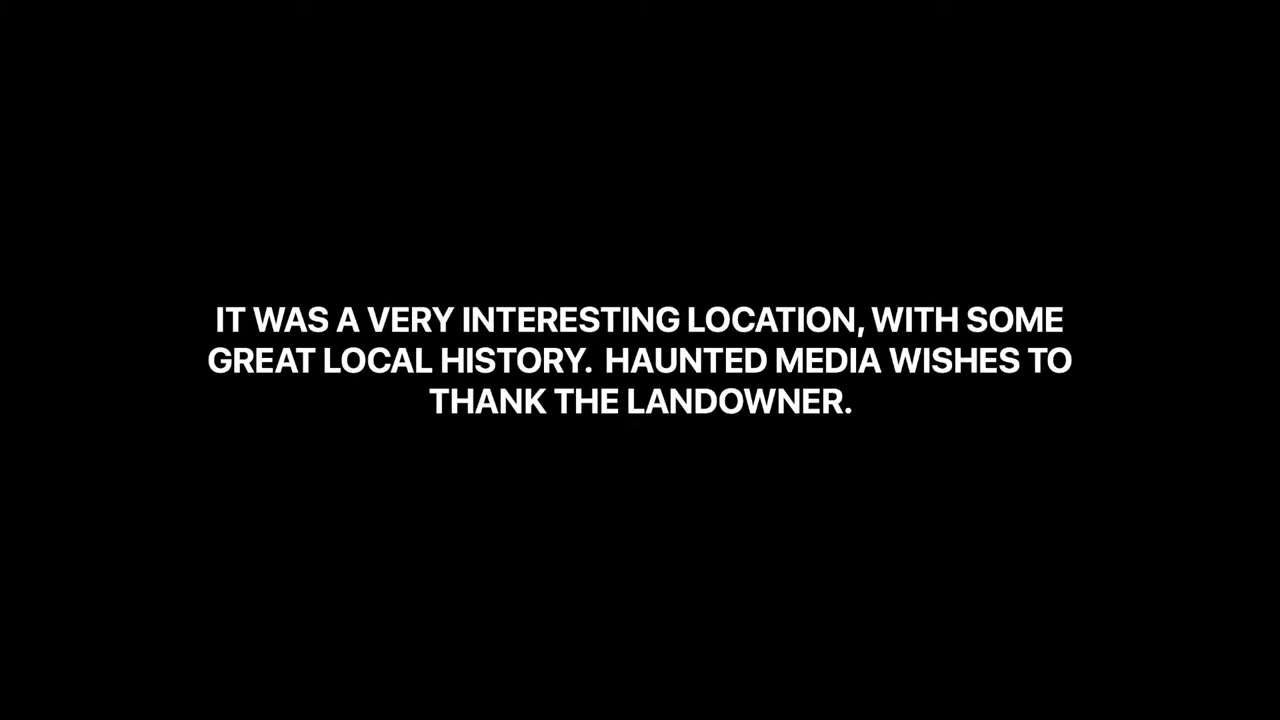 IT WAS A VERY INTERESTING LOCATION, WITH SOME
GREAT LOCAL HISTORY.  HAUNTED MEDIA WISHES TO
THANK THE LANDOWNER.